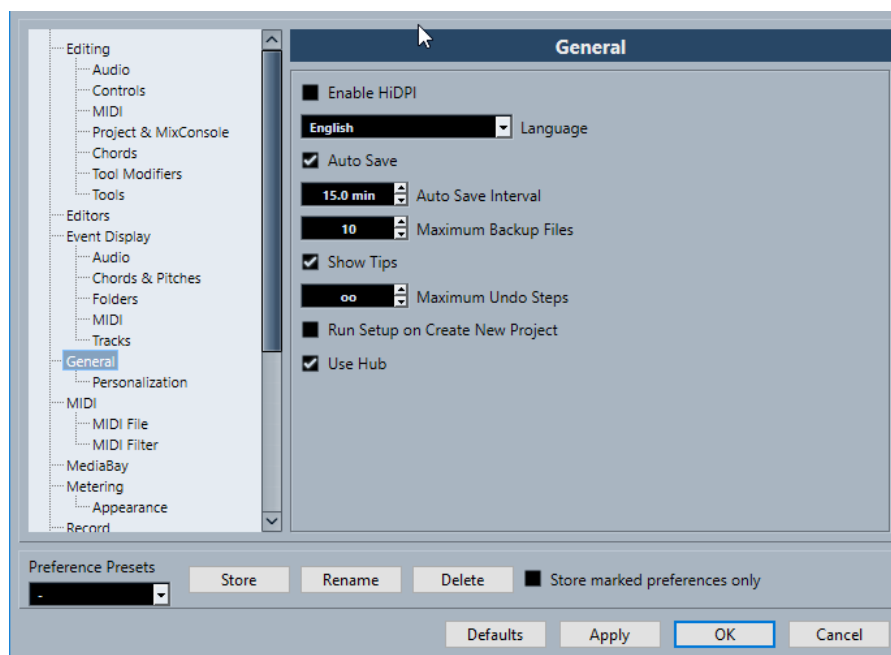 General
Editing
Audio
Controls
MIDI
Project & MixConsole
Chords
Tool Modifiers
Tools
Editors
Event Display
Audio
Chords & Pitches
Folders
MIDI
Tracks
General
Personalization
MIDI
MIDI File
MIDI Filter
MediaBay
Metering
Appearance
Record
Enable HiDPI
English Language
Auto Save
15.0 min Auto Save Interval
10 Maximum Backup Files
Show Tips
oo Maximum Undo Steps
Run Setup on Create New Project
Use Hub
Preference Presets
-
Store Rename Delete Store marked preferences only
Defaults Apply OK Cancel